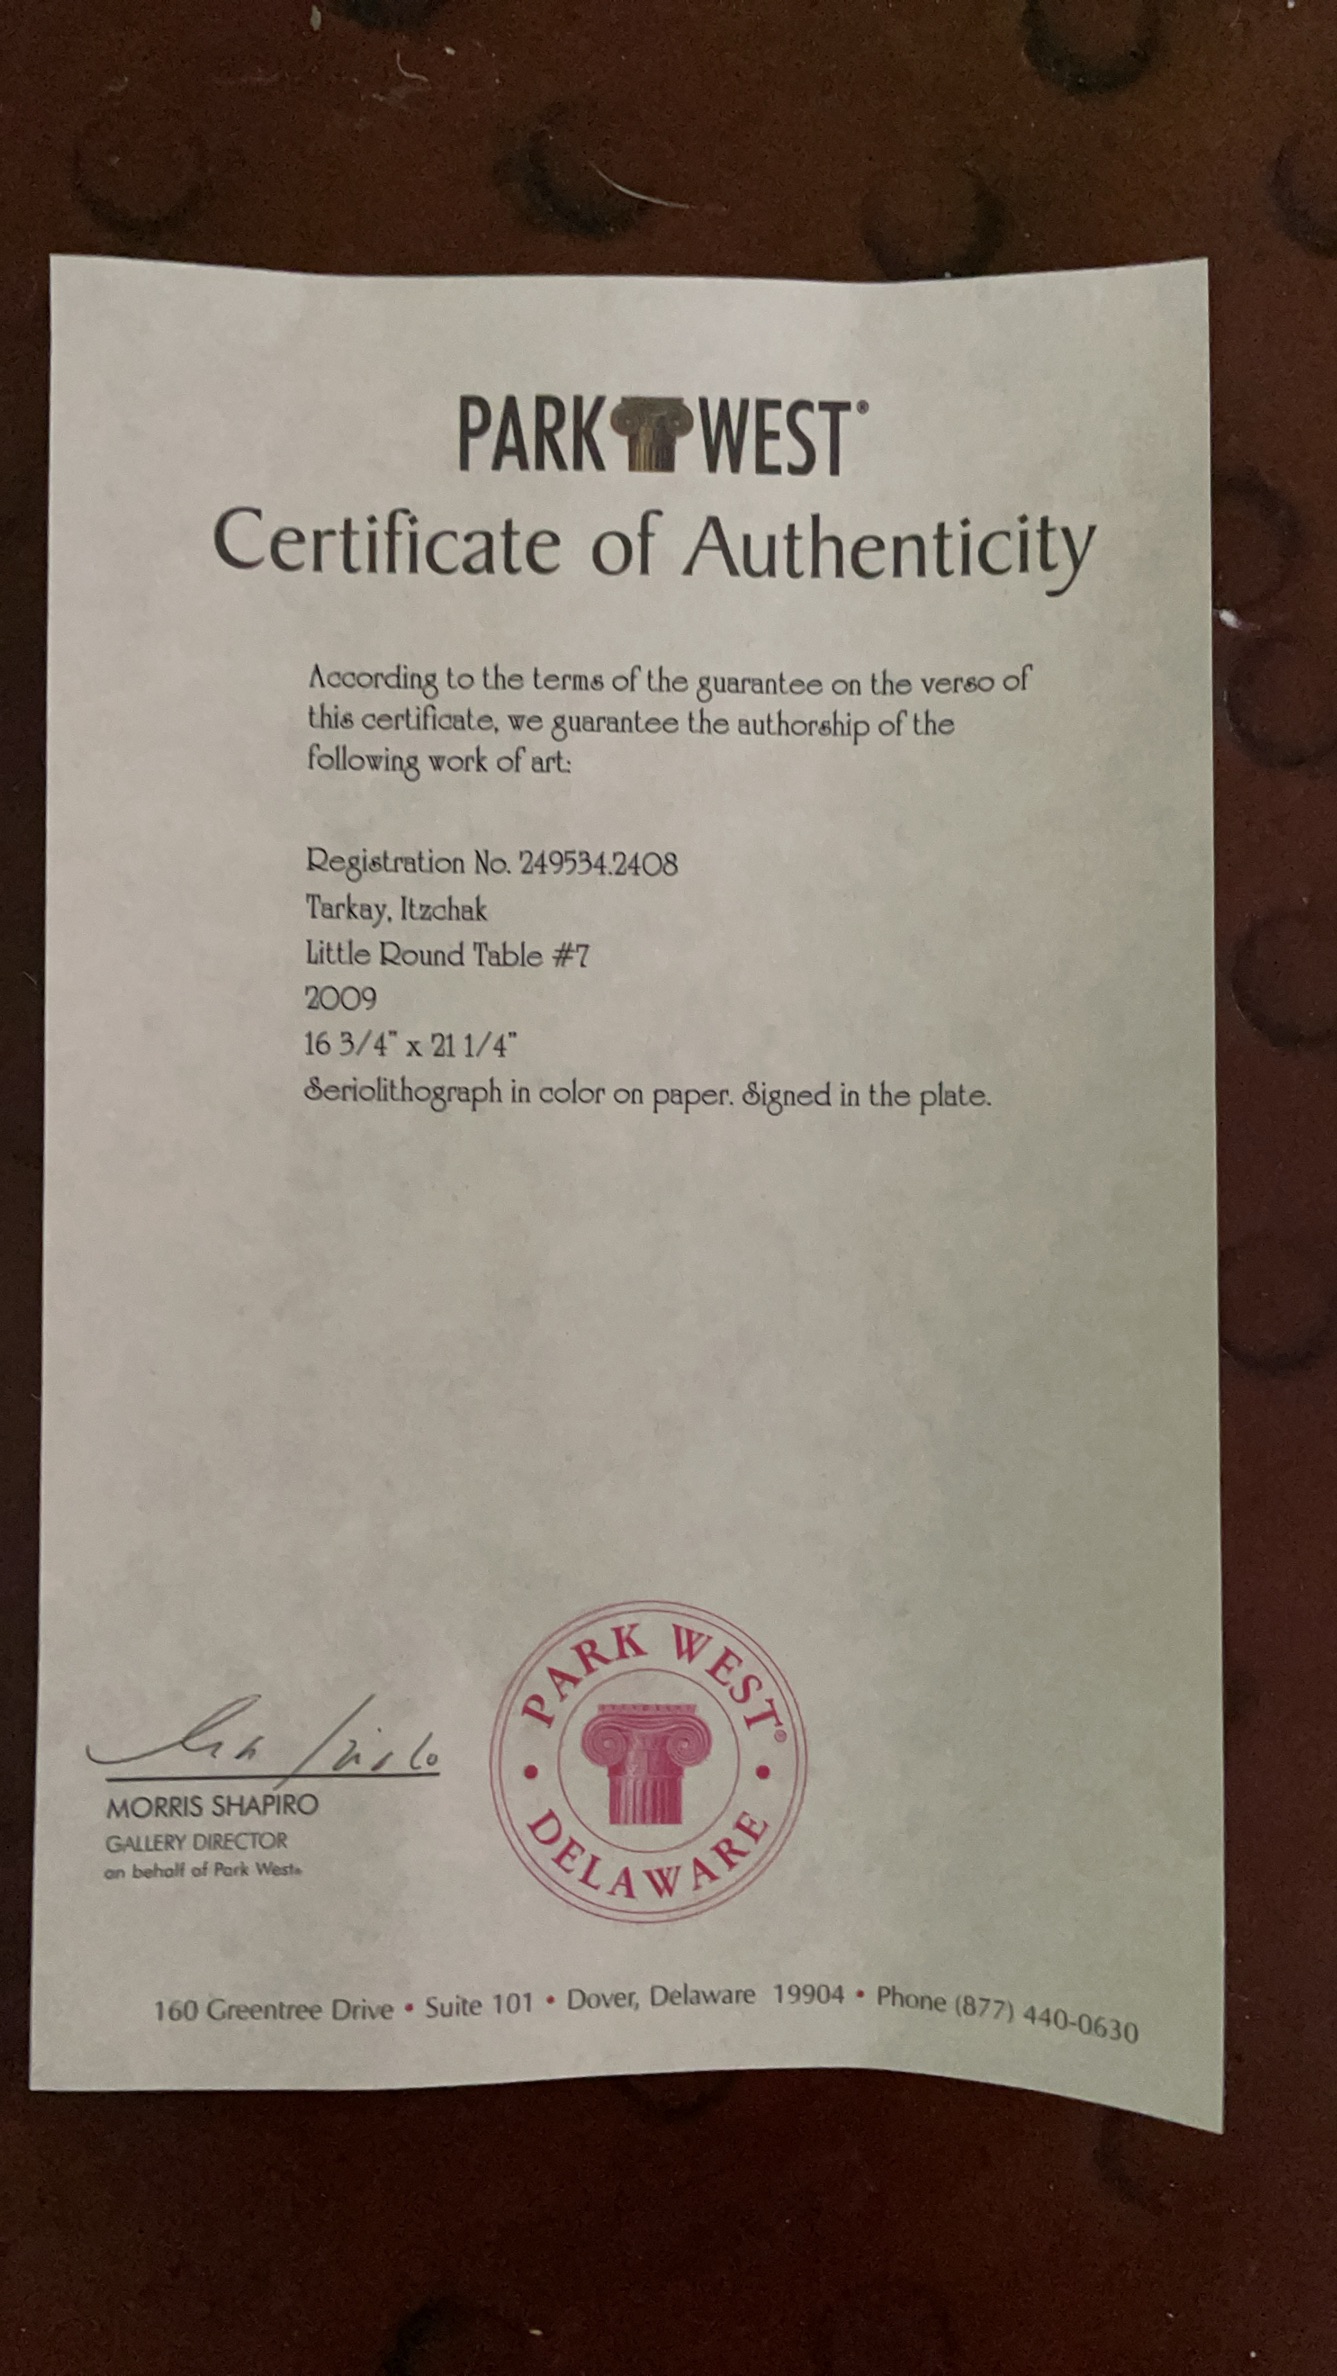 PARK WEST®
Certificate of Authenticity
According to the terms of the guarantee on the verso of
this certificate, we guarantee the authorship of the
following work of art:
Registration No. 249534.2408
Tarkay, Itzchak
Little Round Table #7
2009
16 3/4" x 21 1/4"
Seriolithograph in color on paper. Signed in the plate.
MORRIS SHAPIRO
GALLERY DIRECTOR
on behalf of Park West®
PARK WEST®
• DELAWARE •
160 Greentree Drive • Suite 101 • Dover, Delaware 19904 • Phone (877) 440-0630